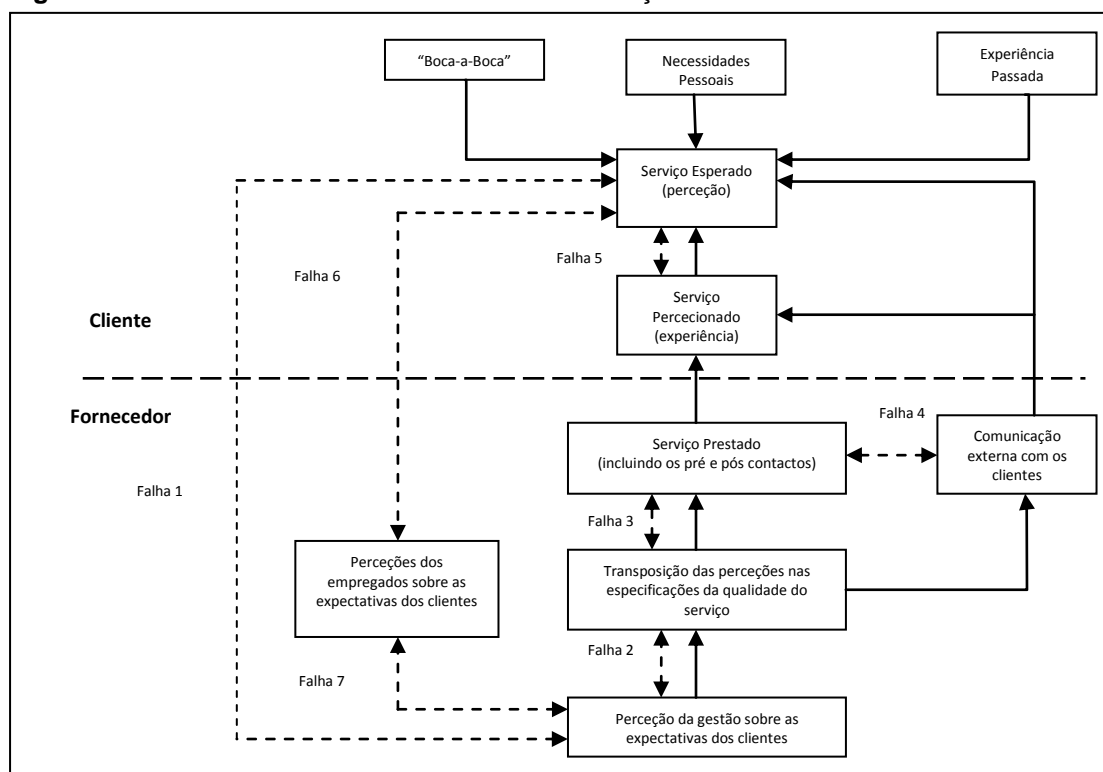 “Boca-a-Boca”
Necessidades
Pessoais
Experiência
Passada
Serviço Esperado
(perceção)
Falha 6
Falha 5
Serviço
Percecionado
(experiência)
Cliente
Fornecedor
Falha 4
Serviço Prestado
(incluindo os pré e pós contactos)
Comunicação
externa com os
clientes
Falha 1
Falha 3
Perceções dos
empregados sobre as
expectativas dos clientes
Transposição das perceções nas
especificações da qualidade do
serviço
Falha 2
Falha 7
Perceção da gestão sobre as
expectativas dos clientes